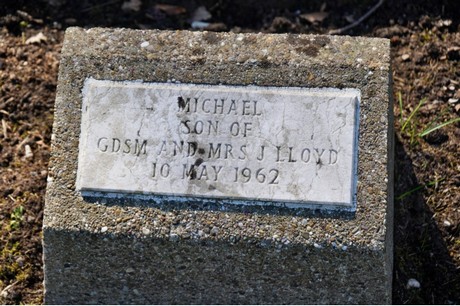 MICHAEL
SON OF
GDSM AND MRS J LLOYD
10 MAY 1962